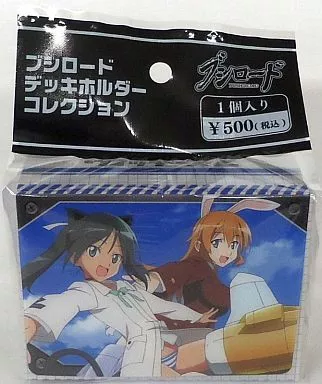 ブシロード
デッキホルダー
コレクション
ブシロード
1個入り
￥500(税込)